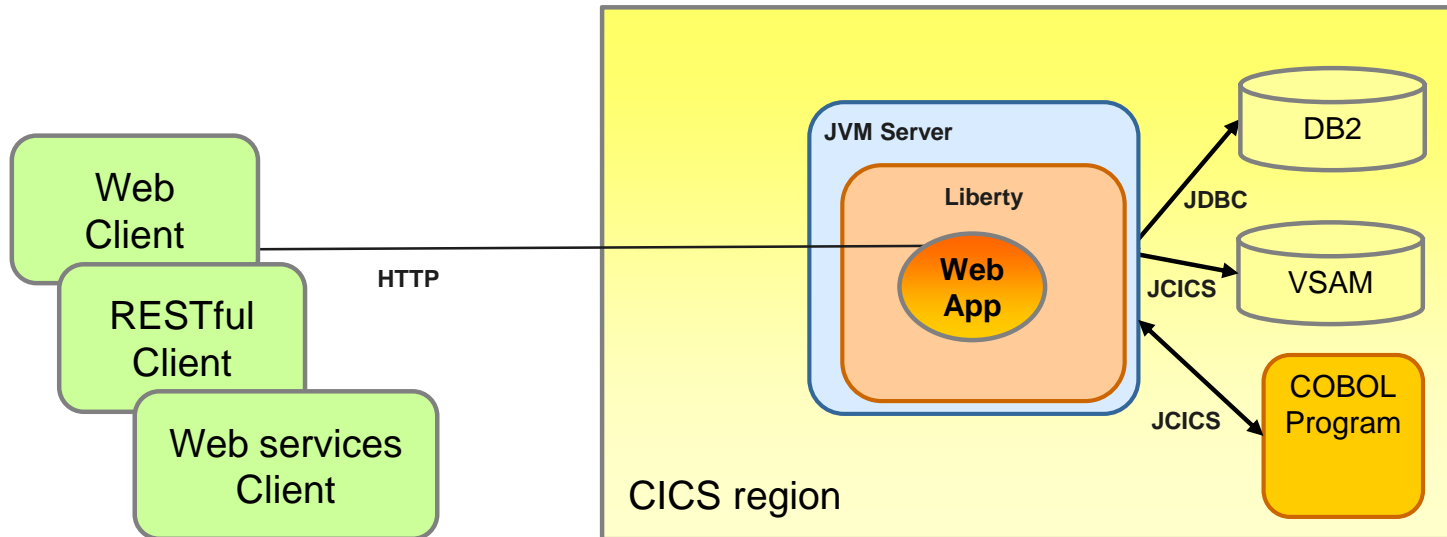 Web
Client
RESTful
Client
Web services
Client
HTTP
CICS region
JVM Server
Liberty
Web
App
JDBC
JCICS
JCICS
DB2
VSAM
COBOL
Program